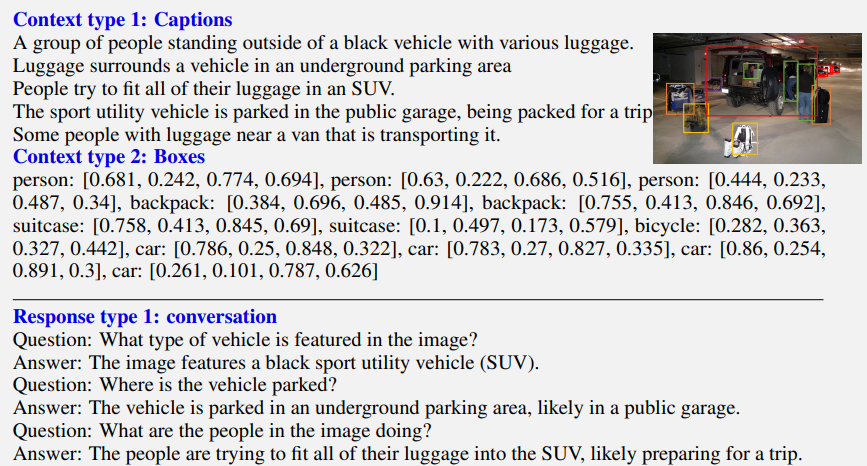 Context type 1: Captions
A group of people standing outside of a black vehicle with various luggage.
Luggage surrounds a vehicle in an underground parking area
People try to fit all of their luggage in an SUV.
The sport utility vehicle is parked in the public garage, being packed for a trip
Some people with luggage near a van that is transporting it.
Context type 2: Boxes
person: [0.681, 0.242, 0.774, 0.694], person: [0.63, 0.222, 0.686, 0.516], person: [0.444, 0.233,
0.487, 0.34], backpack: [0.384, 0.696, 0.485, 0.914], backpack: [0.755, 0.413, 0.846, 0.692],
suitcase: [0.758, 0.413, 0.845, 0.69], suitcase: [0.1, 0.497, 0.173, 0.579], bicycle: [0.282, 0.363,
0.327, 0.442], car: [0.786, 0.25, 0.848, 0.322], car: [0.783, 0.27, 0.827, 0.335], car: [0.86, 0.254,
0.891, 0.3], car: [0.261, 0.101, 0.787, 0.626]
Response type 1: conversation
Question: What type of vehicle is featured in the image?
Answer: The image features a black sport utility vehicle (SUV).
Question: Where is the vehicle parked?
Answer: The vehicle is parked in an underground parking area, likely in a public garage.
Question: What are the people in the image doing?
Answer: The people are trying to fit all of their luggage into the SUV, likely preparing for a trip.